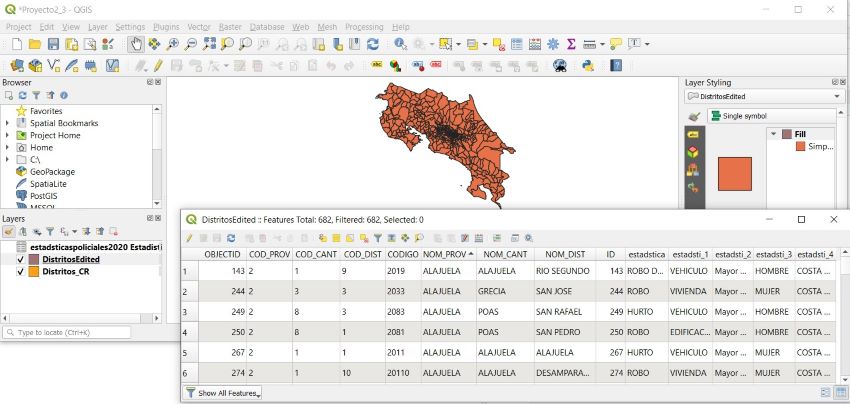 *Proyecto2_3 - QGIS
Project Edit View Layer Settings Plugins Vector Raster Database Web Mesh Processing Help
Browser
Favorites
Spatial Bookmarks
Project Home
Home
C:\
GeoPackage
SpatiaLite
PostGIS
MSSQL
Layers
estadsticaspoliciales2020 Estadist
DistritosEdited
Distritos_CR
Type to locate (Ctrl+K)
Layer Styling
DistritosEdited
Single symbol
Fill
Simp...
DistritosEdited :: Features Total: 682, Filtered: 682, Selected: 0
OBJECTID COD_PROV COD_CANT COD_DIST CODIGO NOM_PROV NOM_CANT NOM_DIST ID estadstica estadsti_1 estadsti_2 estadsti_3 estadsti_4
1 143 2 1 9 2019 ALAJUELA ALAJUELA RIO SEGUNDO 143 ROBO D... VEHICULO Mayor ... HOMBRE COSTA ...
2 244 2 3 3 2033 ALAJUELA GRECIA SAN JOSE 244 ROBO VIVIENDA Mayor ... MUJER COSTA ...
3 249 2 8 3 2083 ALAJUELA POAS SAN RAFAEL 249 HURTO VEHICULO Mayor ... HOMBRE COSTA ...
4 250 2 8 1 2081 ALAJUELA POAS SAN PEDRO 250 ROBO EDIFICAC... Mayor ... HOMBRE COSTA ...
5 267 2 1 1 2011 ALAJUELA ALAJUELA ALAJUELA 267 HURTO VEHICULO Mayor ... MUJER COSTA ...
6 274 2 1 10 20110 ALAJUELA ALAJUELA DESAMPARA... 274 ROBO VIVIENDA Mayor ... MUJER COSTA ...
Show All Features